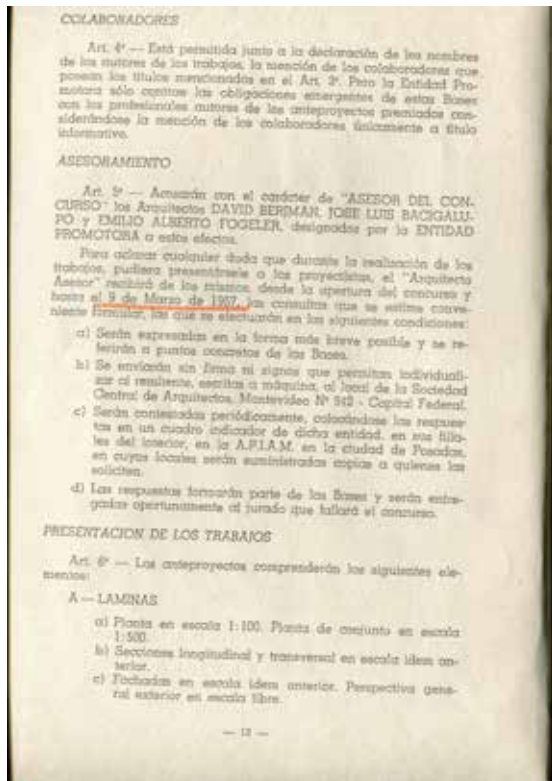 COLABORADORES
Art. 4º — Está permitida junto a la declaración de los nombres
de los autores de los trabajos, la mención de los colaboradores que
posean los títulos mencionados en el Art. 3º. Pero la Entidad Pro-
motora sólo contrae las obligaciones emergentes de estas Bases
con los profesionales autores de los anteproyectos premiados con-
siderándose la mención de los colaboradores únicamente a título
informativo.
ASESORAMIENTO
Art. 5º — Actuarán con el carácter de "ASESOR DEL CON-
CURSO" los Arquitectos DAVID BERJMAN, JOSE LUIS BACIGALU-
PO y EMILIO ALBERTO FOGELER, designados por la ENTIDAD
PROMOTORA a estos efectos.
Para aclarar cualquier duda que durante la realización de los
trabajos, pudiera presentársele a los proyectistas, el "Arquitecto
Asesor" recibirá de los mismos, desde la apertura del concurso y
hasta el 9 de Marzo de 1957, las consultas que se estime conve-
niente formular, las que se efectuarán en las siguientes condiciones:
a) Serán expresadas en la forma más breve posible y se re-
ferirán a puntos concretos de las Bases.
b) Se enviarán sin firma ni signos que permitan individuali-
zar al remitente, escritas a máquina, al local de la Sociedad
Central de Arquitectos, Montevideo Nº 942 - Capital Federal.
c) Serán contestadas periódicamente, colocándose las respues-
tas en un cuadro indicador de dicha entidad, en sus filia-
les del interior, en la A.P.I.A.M. en la ciudad de Posadas,
en cuyos locales serán suministradas copias a quienes las
soliciten.
d) Las respuestas formarán parte de las Bases y serán entre-
gadas oportunamente al jurado que fallará el concurso.
PRESENTACION DE LOS TRABAJOS
Art. 6º — Los anteproyectos comprenderán los siguientes ele-
mentos:
A — LAMINAS
a) Planta en escala 1:100. Planta de conjunto en escala
1:500.
b) Secciones longitudinal y transversal en escala idem an-
terior.
c) Fachadas en escala idem anterior. Perspectiva gene-
ral exterior en escala libre.
— 12 —